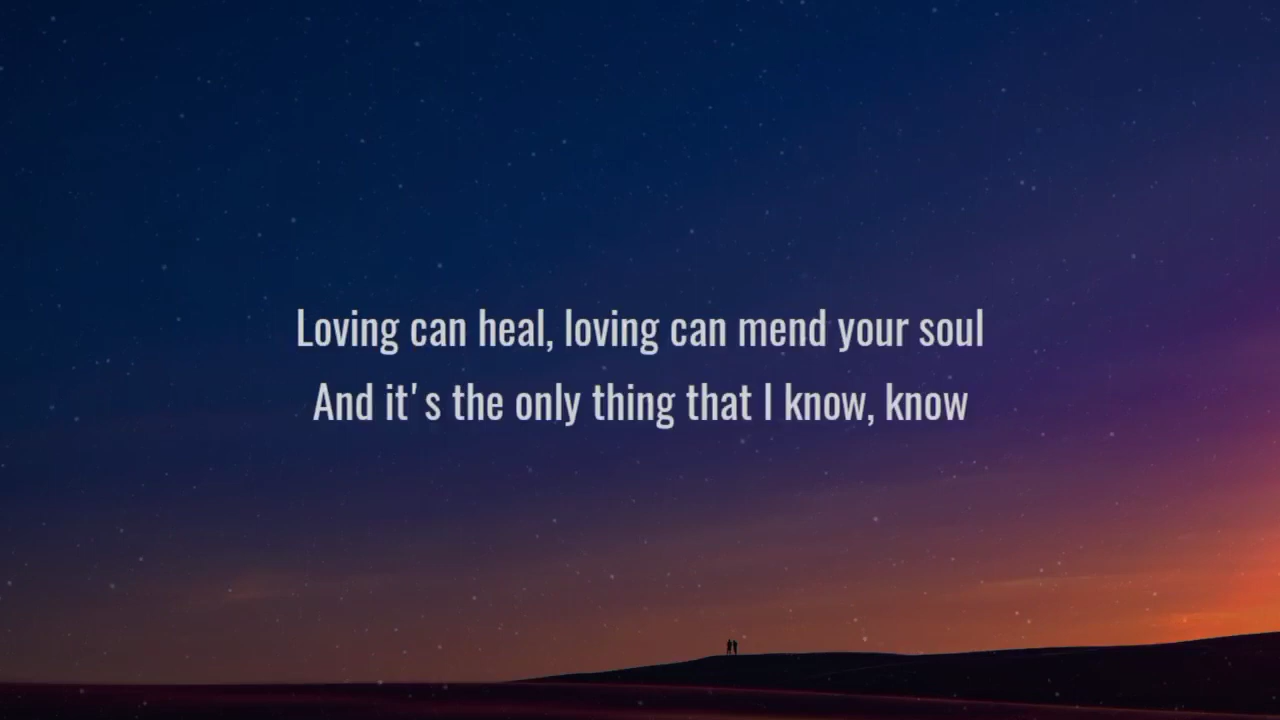 Loving can heal, loving can mend your soul
And it's the only thing that I know, know